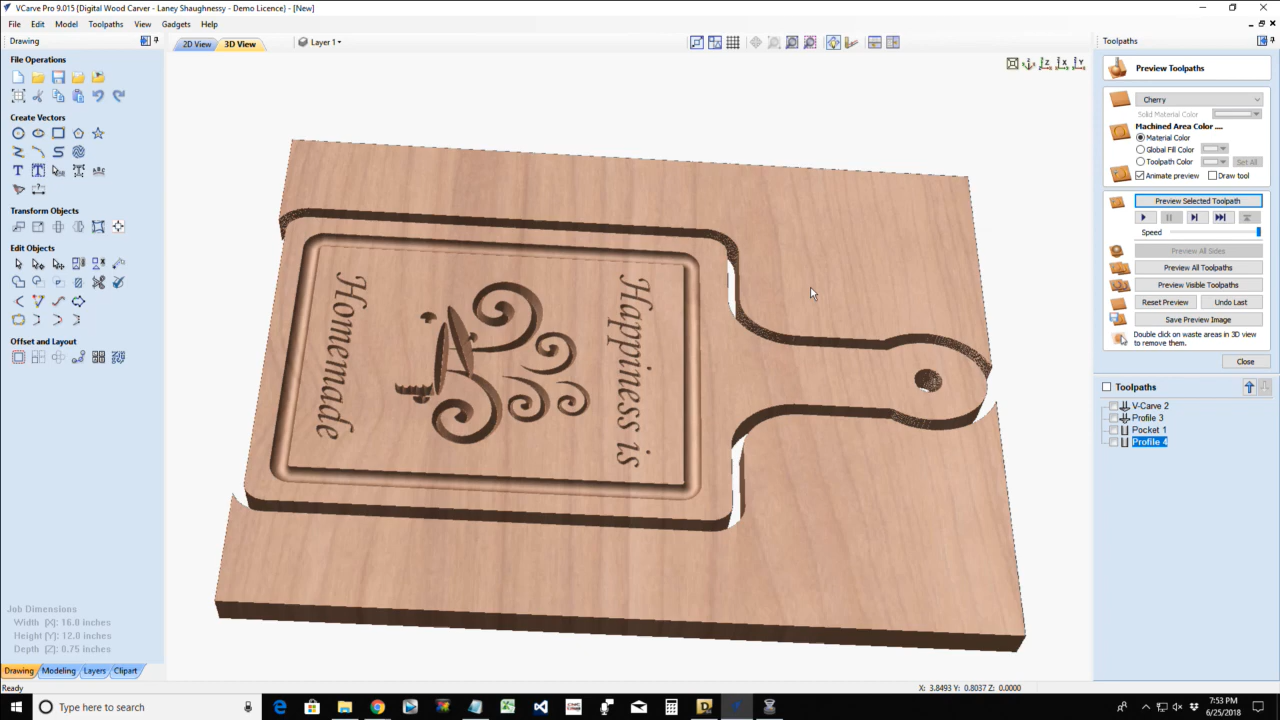 VCarve Pro 9.015 {Digital Wood Carver - Laney Shaughnessy - Demo Licence} - [New]
File Edit Model Toolpaths View Gadgets Help
Drawing
File Operations
Create Vectors
Transform Objects
Edit Objects
Offset and Layout
Job Dimensions
Width (X): 16.0 inches
Height (Y): 12.0 inches
Depth (Z): 0.75 inches
Drawing Modeling Layers Clipart
Ready
2D View 3D View Layer 1
Homemade
Happiness is
Toolpaths
Preview Toolpaths
Cherry
Solid Material Color
Machined Area Color ....
Material Color
Global Fill Color
Toolpath Color Set All
Animate preview Draw tool
Preview Selected Toolpath
Speed
Preview All Sides
Preview All Toolpaths
Preview Visible Toolpaths
Reset Preview Undo Last
Save Preview Image
Double click on waste areas in 3D view
to remove them.
Close
Toolpaths
V-Carve 2
Profile 3
Pocket 1
Profile 4
X: 3.8493 Y: 0.8037 Z: 0.0000
Type here to search
7:53 PM
6/25/2018